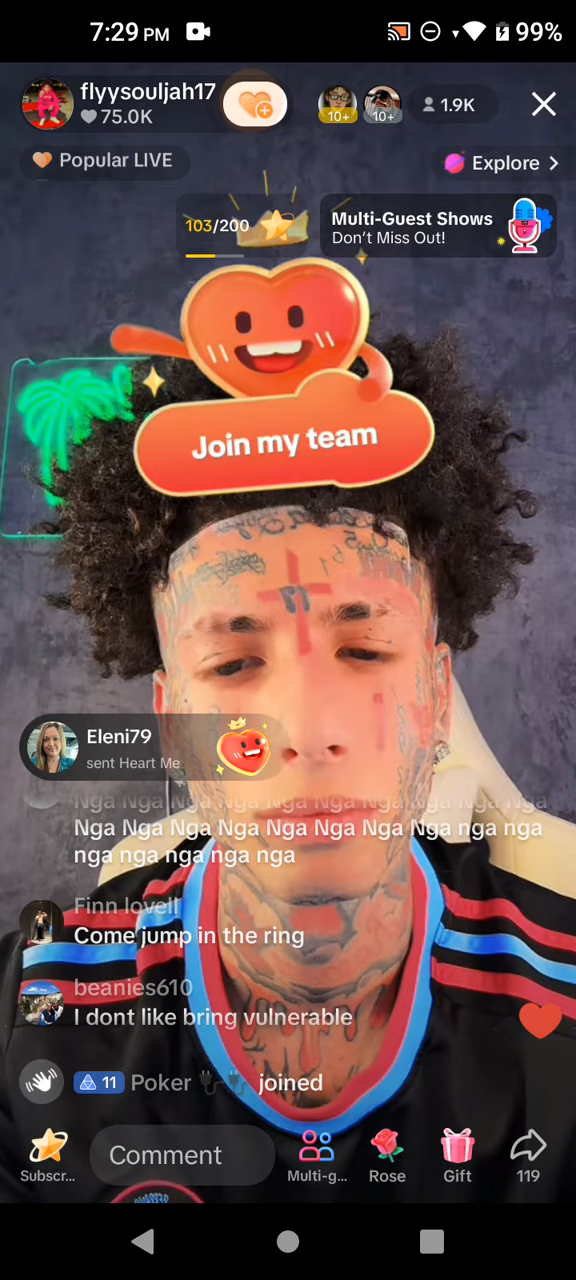 7:29 PM
99%
flyysouljah17
75.0K
10+
10+
1.9K
Popular LIVE
Explore >
103/200
Multi-Guest Shows
Don't Miss Out!
Join my team
Eleni79
sent Heart Me
Nga Nga Nga Nga Nga Nga Nga Nga nga nga
nga nga nga nga nga
Finn lovell
Come jump in the ring
beanies610
I dont like bring vulnerable
11 Poker joined
Subscr...
Comment
Multi-g...
Rose
Gift
119